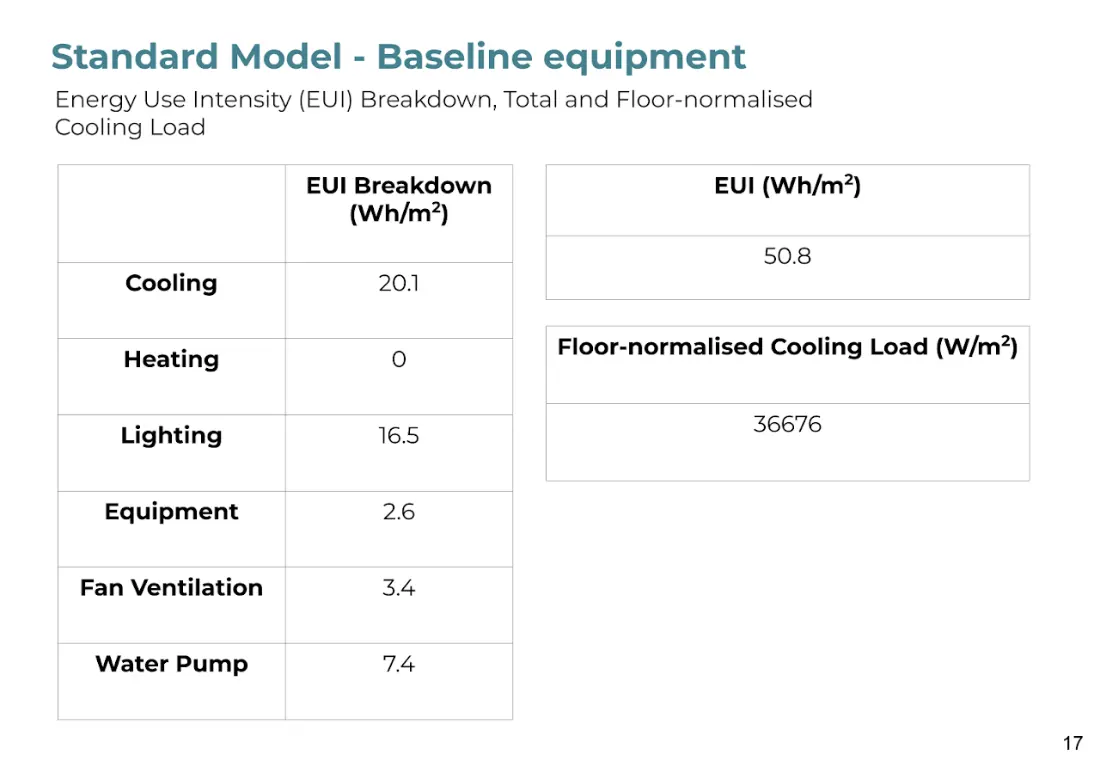 Standard Model - Baseline equipment
Energy Use Intensity (EUI) Breakdown, Total and Floor-normalised
Cooling Load
EUI Breakdown
(Wh/m²)
Cooling 20.1
Heating 0
Lighting 16.5
Equipment 2.6
Fan Ventilation 3.4
Water Pump 7.4
EUI (Wh/m²)
50.8
Floor-normalised Cooling Load (W/m²)
36676
17